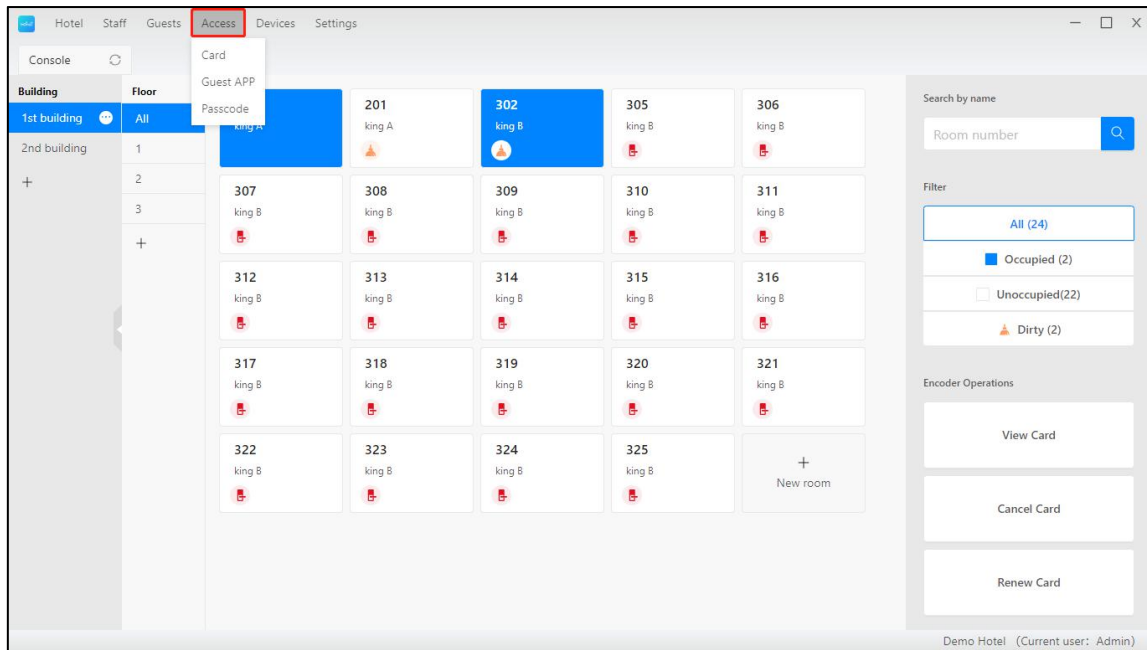 Hotel Staff Guests Access Devices Settings
Console
Card
Guest APP
Passcode
Building
1st building
2nd building
+
Floor
All
1
2
3
+
king A
201
king A
302
king B
305
king B
306
king B
307
king B
308
king B
309
king B
310
king B
311
king B
312
king B
313
king B
314
king B
315
king B
316
king B
317
king B
318
king B
319
king B
320
king B
321
king B
322
king B
323
king B
324
king B
325
king B
+
New room
Search by name
Room number
Filter
All (24)
Occupied (2)
Unoccupied(22)
Dirty (2)
Encoder Operations
View Card
Cancel Card
Renew Card
Demo Hotel (Current user: Admin)